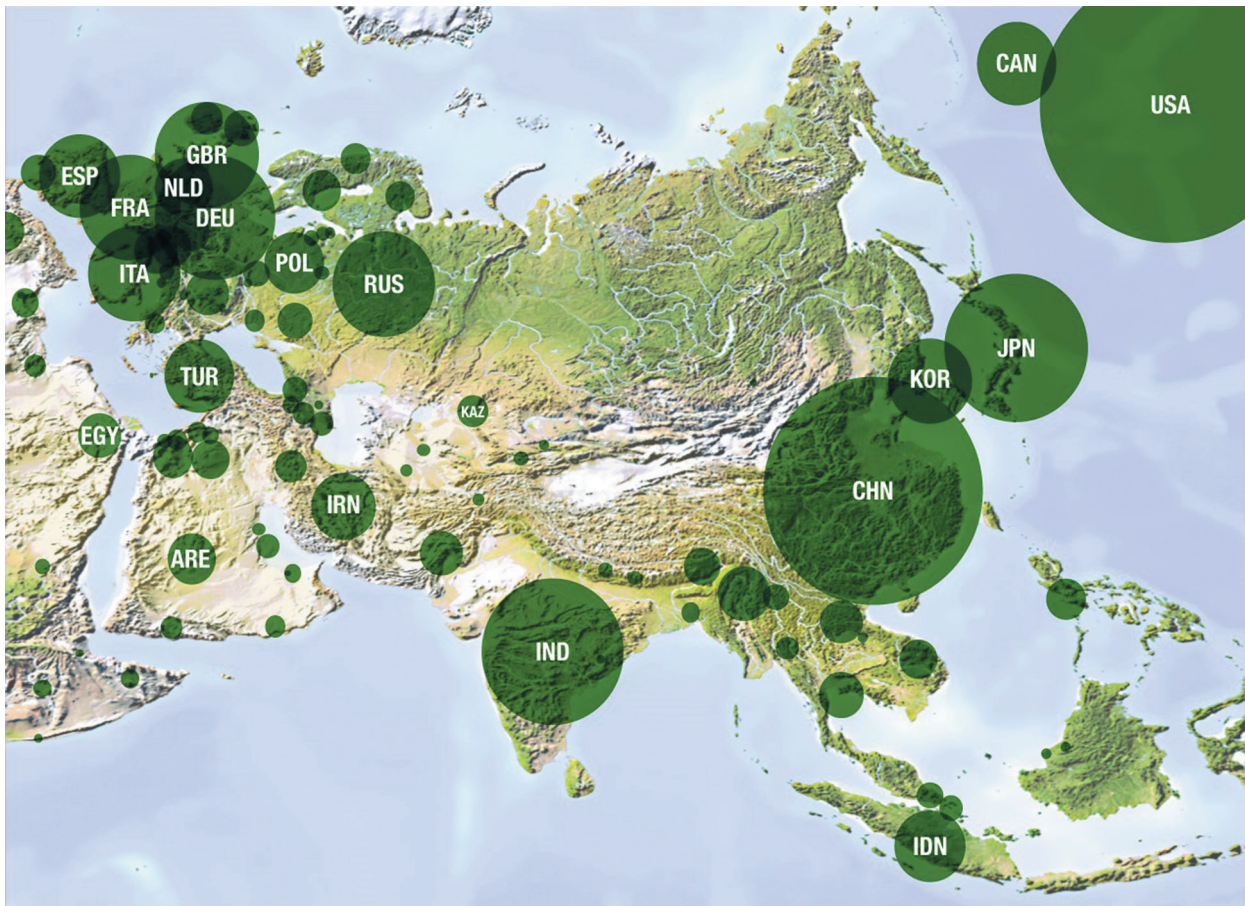 CAN
USA
GBR
ESP
NLD
FRA
DEU
POL
ITA
RUS
JPN
TUR
KOR
KAZ
EGY
CHN
IRN
ARE
IND
IDN